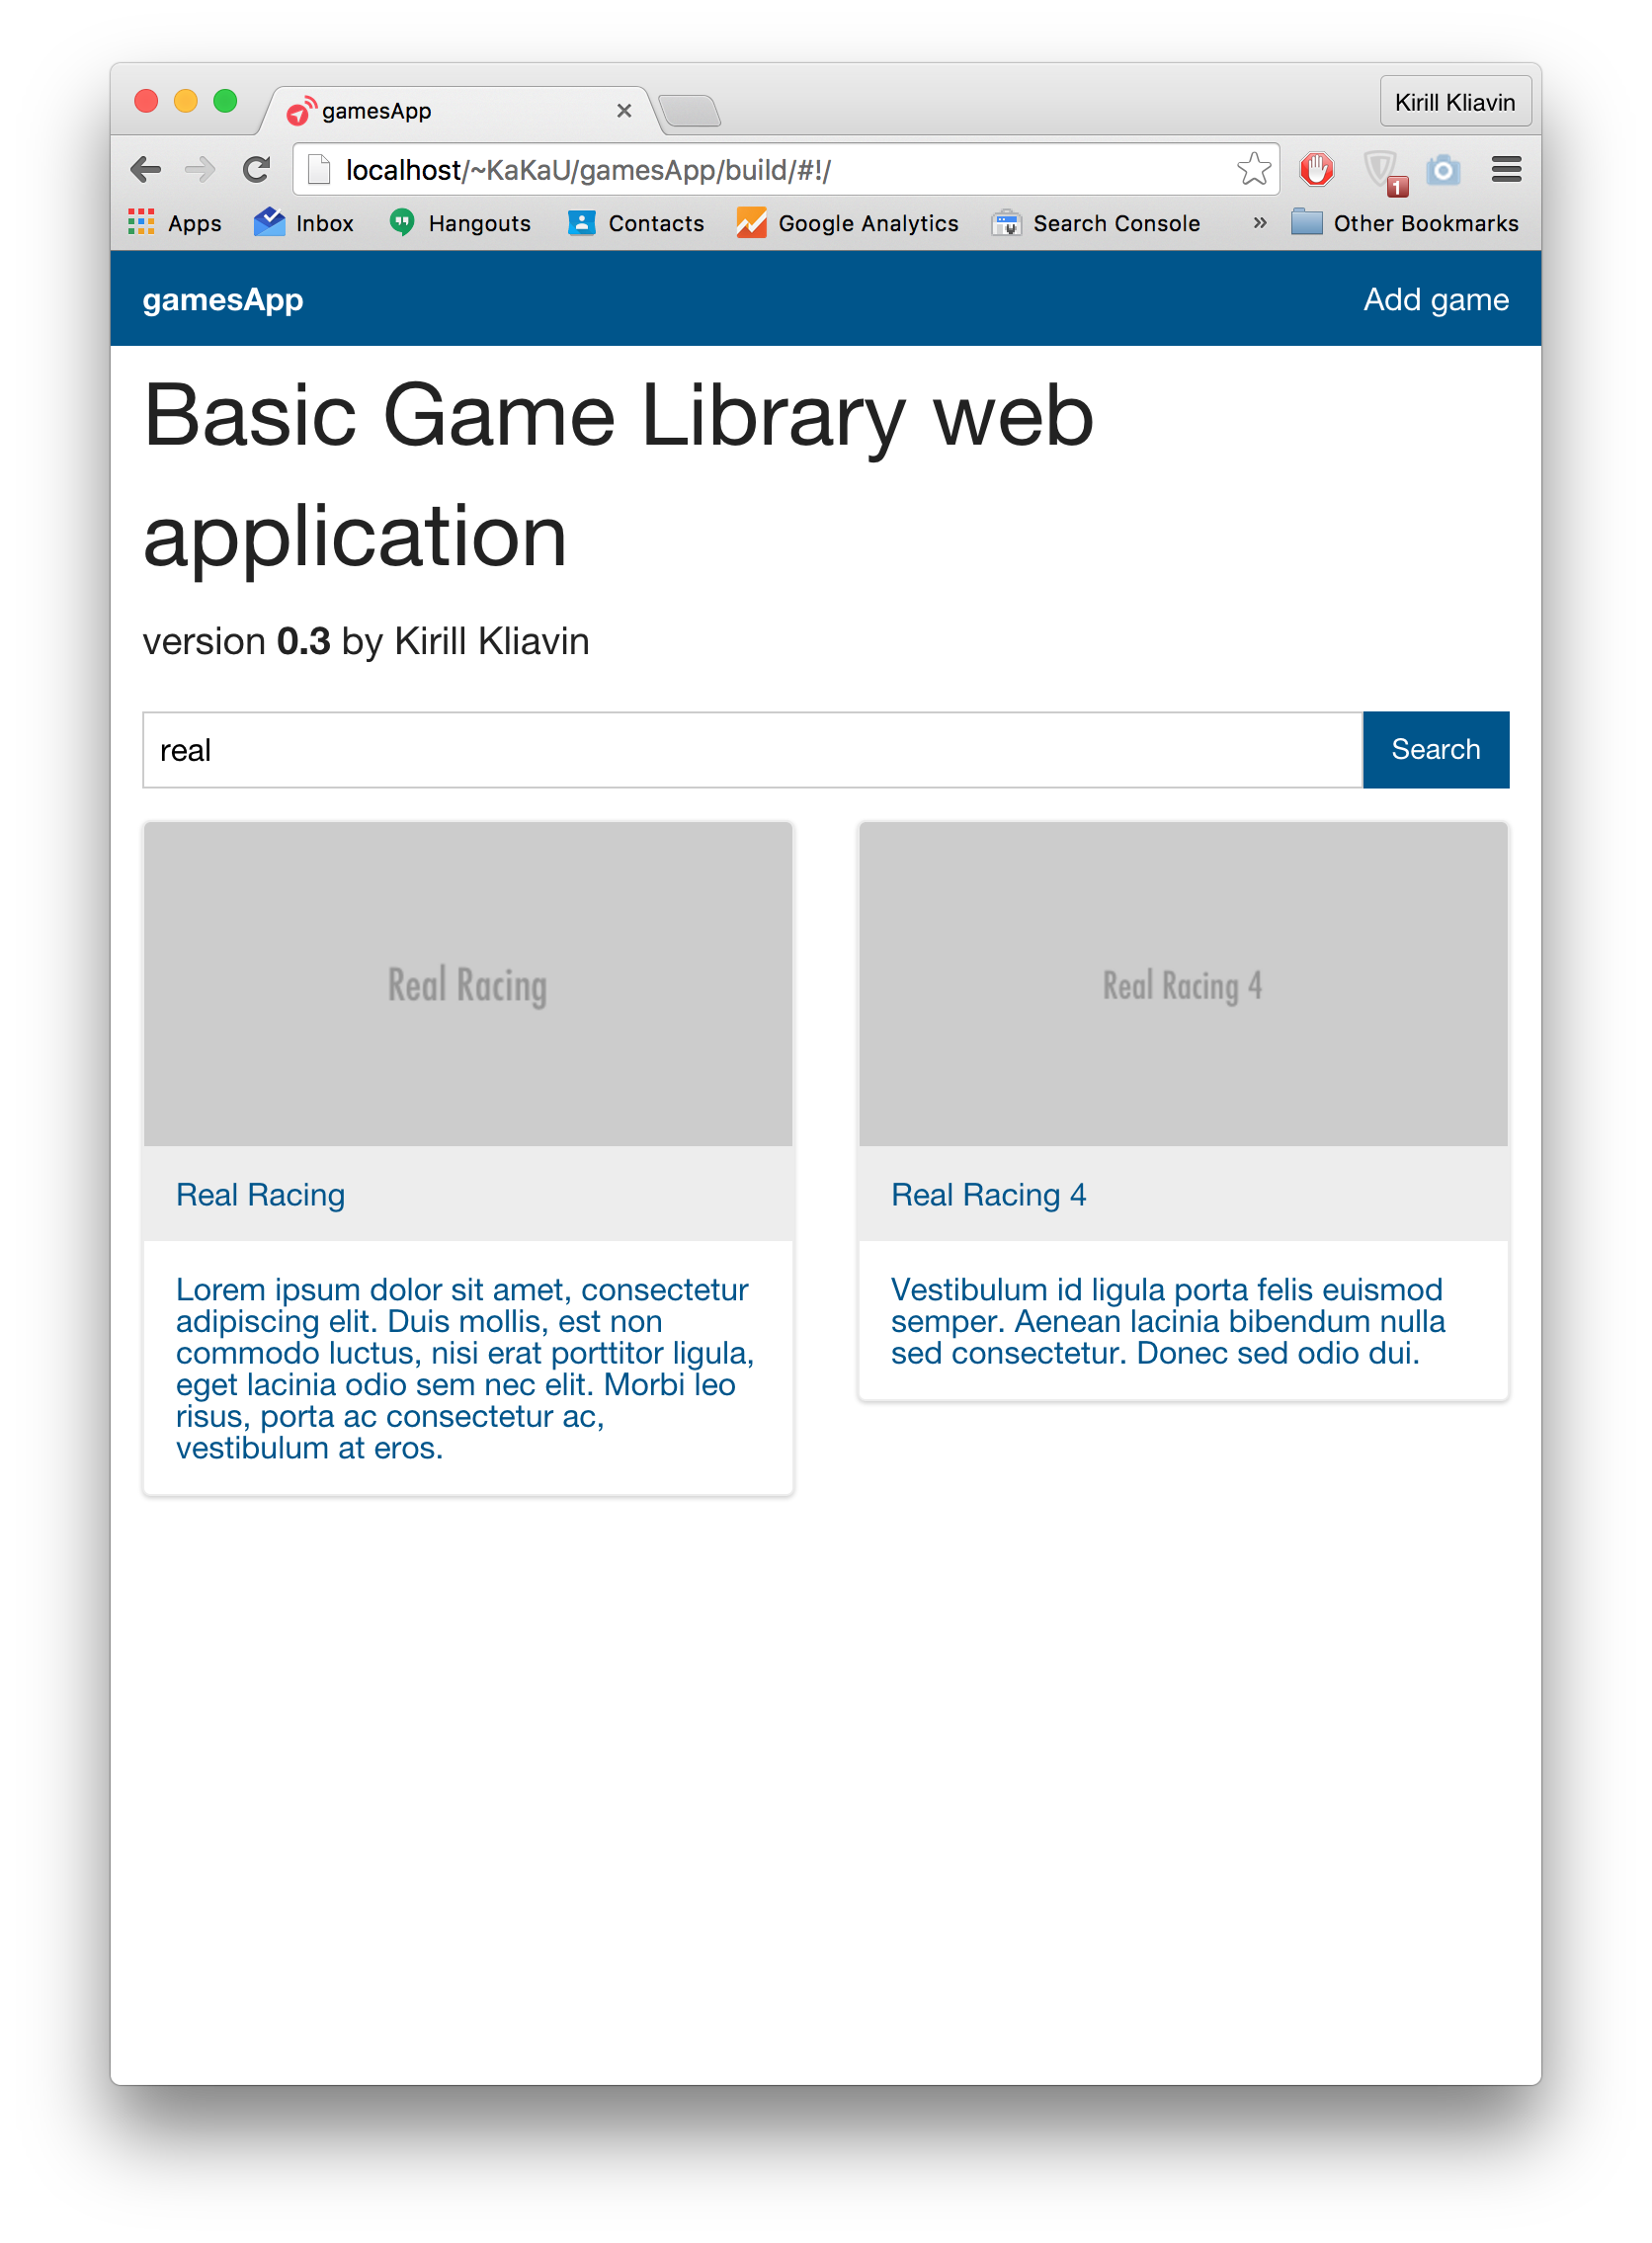 gamesApp
Kirill Kliavin
localhost/~KaKaU/gamesApp/build/#!/
1
Apps Inbox Hangouts Contacts Google Analytics Search Console » Other Bookmarks
gamesApp Add game
Basic Game Library web
application
version 0.3 by Kirill Kliavin
real Search
Real Racing
Real Racing
Lorem ipsum dolor sit amet, consectetur
adipiscing elit. Duis mollis, est non
commodo luctus, nisi erat porttitor ligula,
eget lacinia odio sem nec elit. Morbi leo
risus, porta ac consectetur ac,
vestibulum at eros.
Real Racing 4
Real Racing 4
Vestibulum id ligula porta felis euismod
semper. Aenean lacinia bibendum nulla
sed consectetur. Donec sed odio dui.